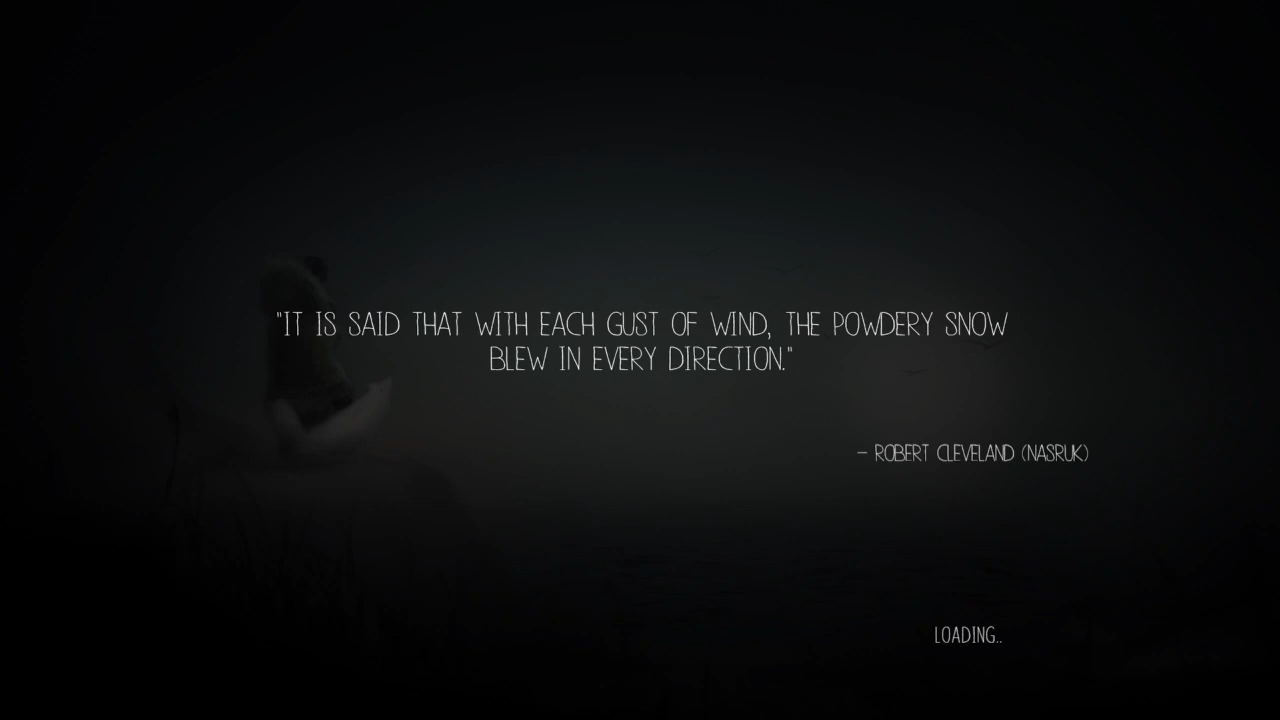 "IT IS SAID THAT WITH EACH GUST OF WIND, THE POWDERY SNOW
BLEW IN EVERY DIRECTION."
- ROBERT CLEVELAND (NASRUK)
LOADING..